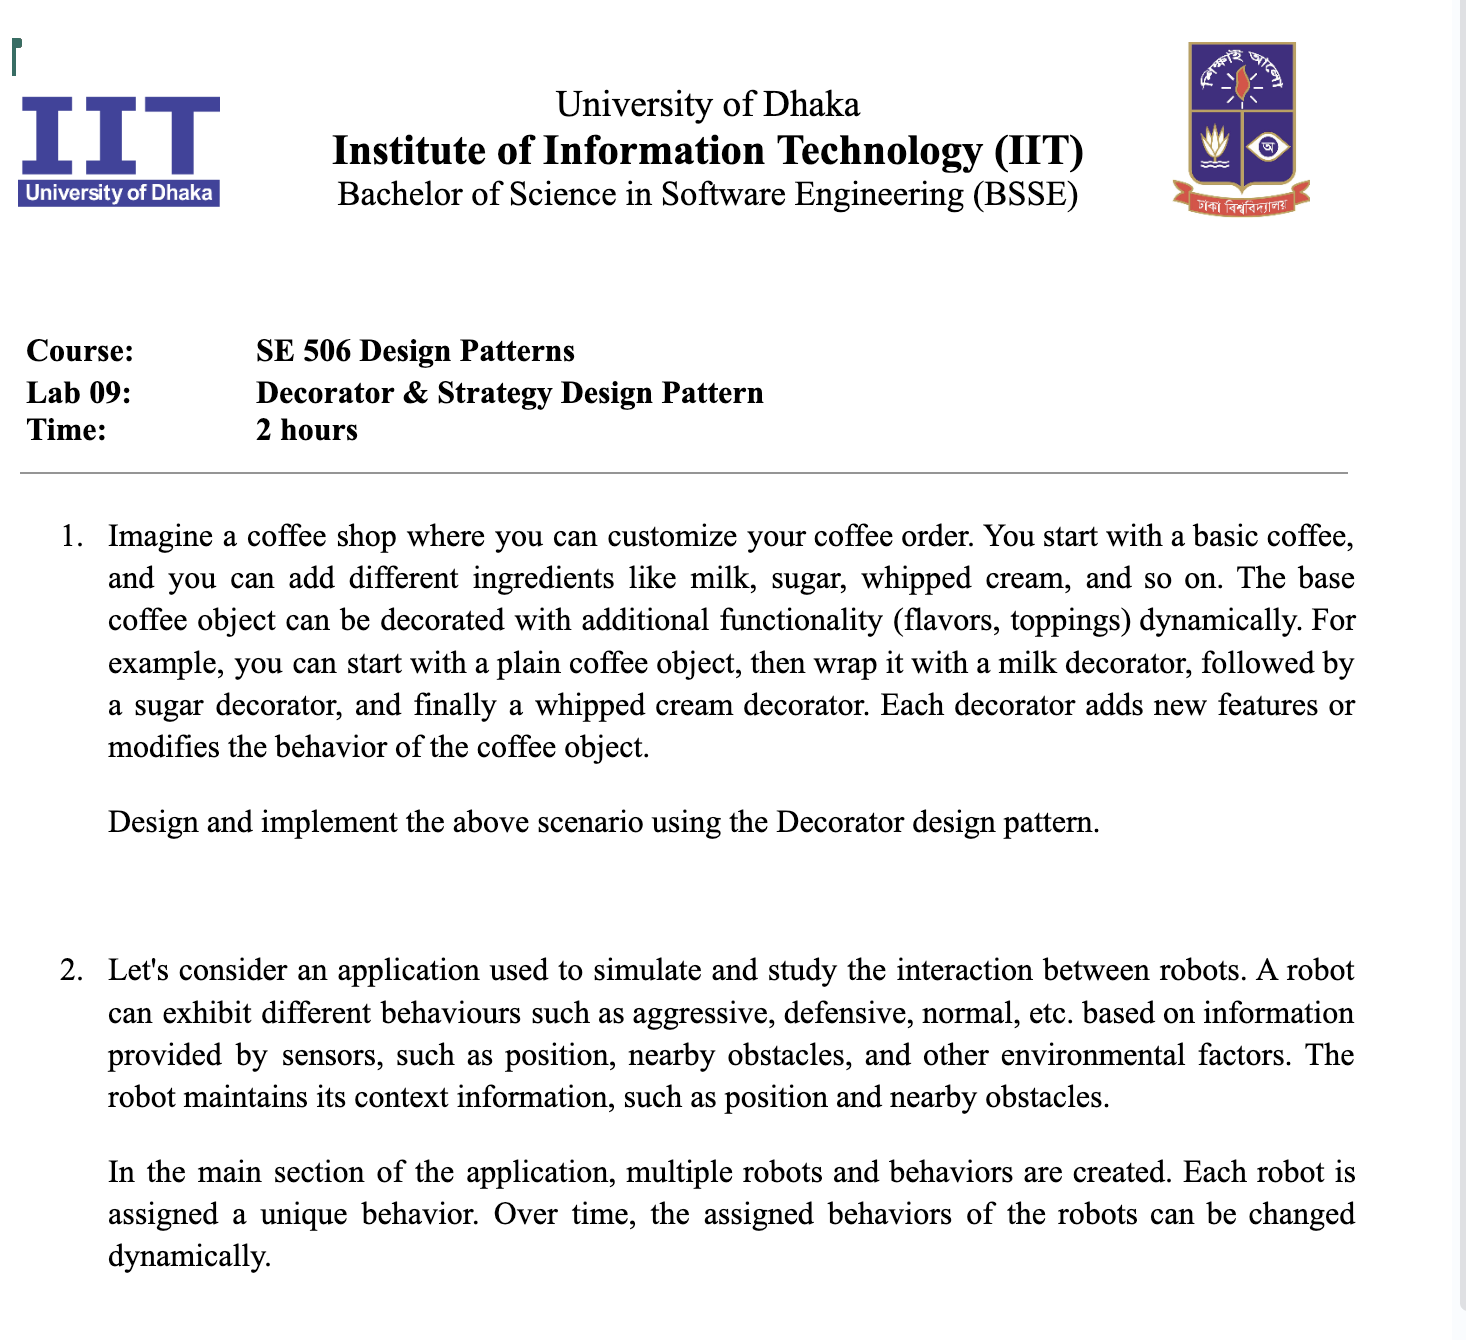 IIT
University of Dhaka
University of Dhaka
Institute of Information Technology (IIT)
Bachelor of Science in Software Engineering (BSSE)
শিক্ষাই আলো
অ
ঢাকা বিশ্ববিদ্যালয়
Course: SE 506 Design Patterns
Lab 09: Decorator & Strategy Design Pattern
Time: 2 hours
1. Imagine a coffee shop where you can customize your coffee order. You start with a basic coffee,
and you can add different ingredients like milk, sugar, whipped cream, and so on. The base
coffee object can be decorated with additional functionality (flavors, toppings) dynamically. For
example, you can start with a plain coffee object, then wrap it with a milk decorator, followed by
a sugar decorator, and finally a whipped cream decorator. Each decorator adds new features or
modifies the behavior of the coffee object.
Design and implement the above scenario using the Decorator design pattern.
2. Let's consider an application used to simulate and study the interaction between robots. A robot
can exhibit different behaviours such as aggressive, defensive, normal, etc. based on information
provided by sensors, such as position, nearby obstacles, and other environmental factors. The
robot maintains its context information, such as position and nearby obstacles.
In the main section of the application, multiple robots and behaviors are created. Each robot is
assigned a unique behavior. Over time, the assigned behaviors of the robots can be changed
dynamically.